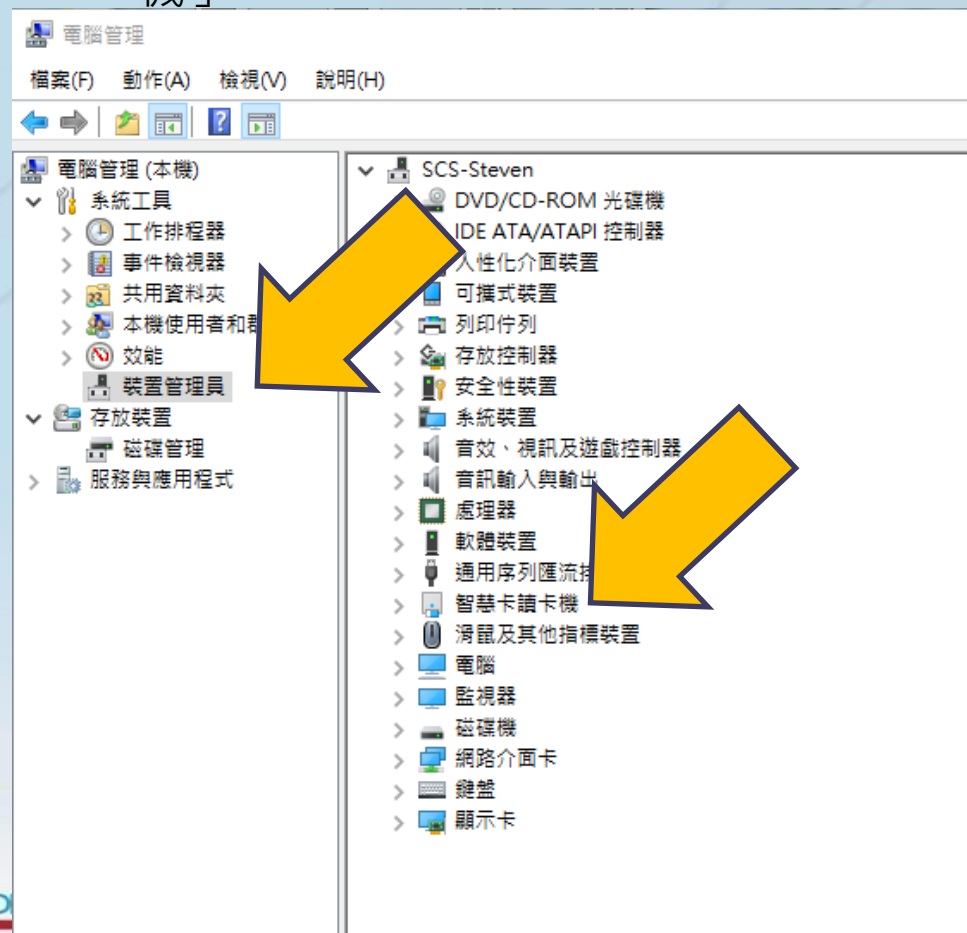 機」
電腦管理
檔案(F) 動作(A) 檢視(V) 說明(H)
電腦管理 (本機)
系統工具
工作排程器
事件檢視器
共用資料夾
本機使用者和群
效能
裝置管理員
存放裝置
磁碟管理
服務與應用程式
SCS-Steven
DVD/CD-ROM 光碟機
IDE ATA/ATAPI 控制器
人性化介面裝置
可攜式裝置
列印佇列
存放控制器
安全性裝置
系統裝置
音效、視訊及遊戲控制器
音訊輸入與輸出
處理器
軟體裝置
通用序列匯流排
智慧卡讀卡機
滑鼠及其他指標裝置
電腦
監視器
磁碟機
網路介面卡
鍵盤
顯示卡